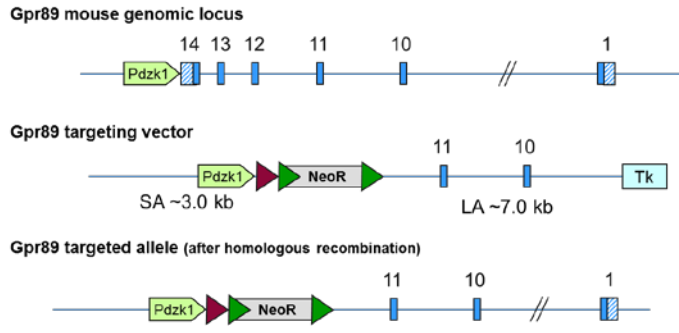 Gpr89 mouse genomic locus
14 13 12 11 10 1
Pdzk1
Gpr89 targeting vector
11 10
Pdzk1 NeoR Tk
SA ~3.0 kb LA ~7.0 kb
Gpr89 targeted allele (after homologous recombination)
11 10 1
Pdzk1 NeoR